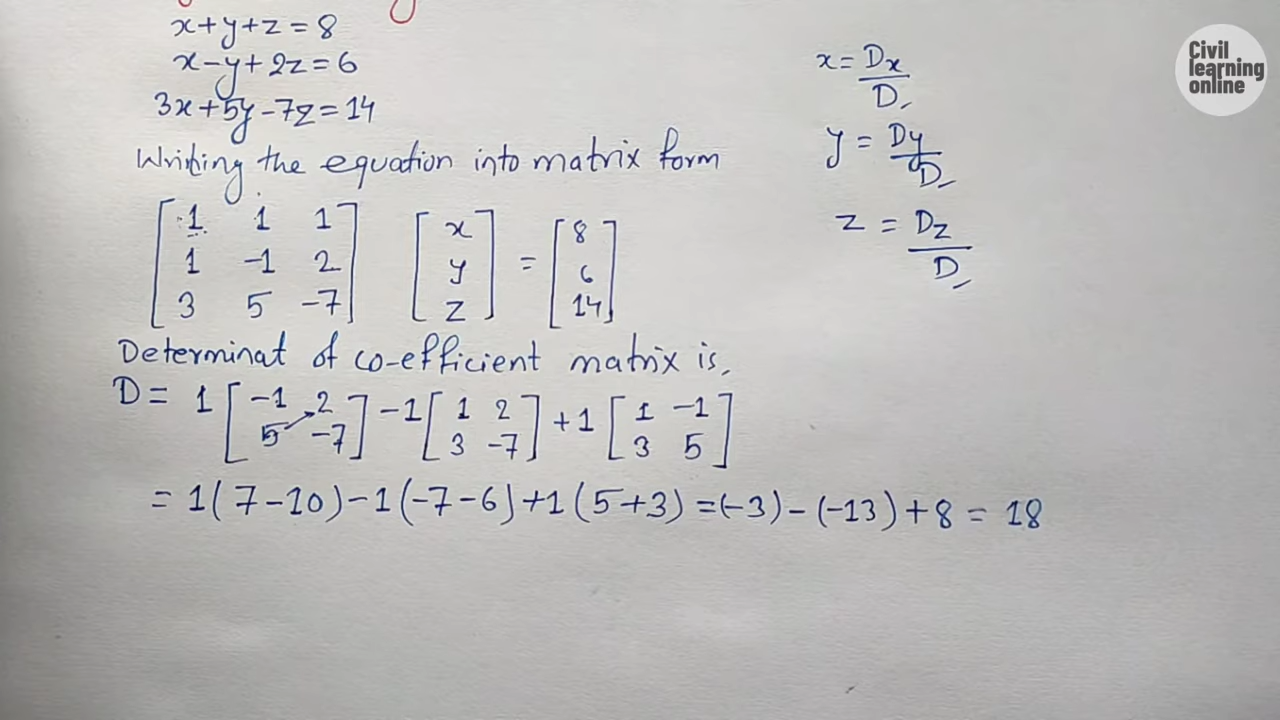 x+y+z=8
x-y+2z=6
3x+5y-7z=14
Writing the equation into matrix form
[1 1 1] [x] [8]
[1 -1 2] [y] = [6]
[3 5 -7] [z] [14]
Determinat of co-efficient matrix is,
D= 1[-1 2] -1[1 2] +1[1 -1]
[5 -7] [3 -7] [3 5]
= 1(7-10)-1(-7-6)+1(5+3)=(-3)-(-13)+8= 18
x= Dx
D
y = Dy
D
z = Dz
D
Civil
learning
online